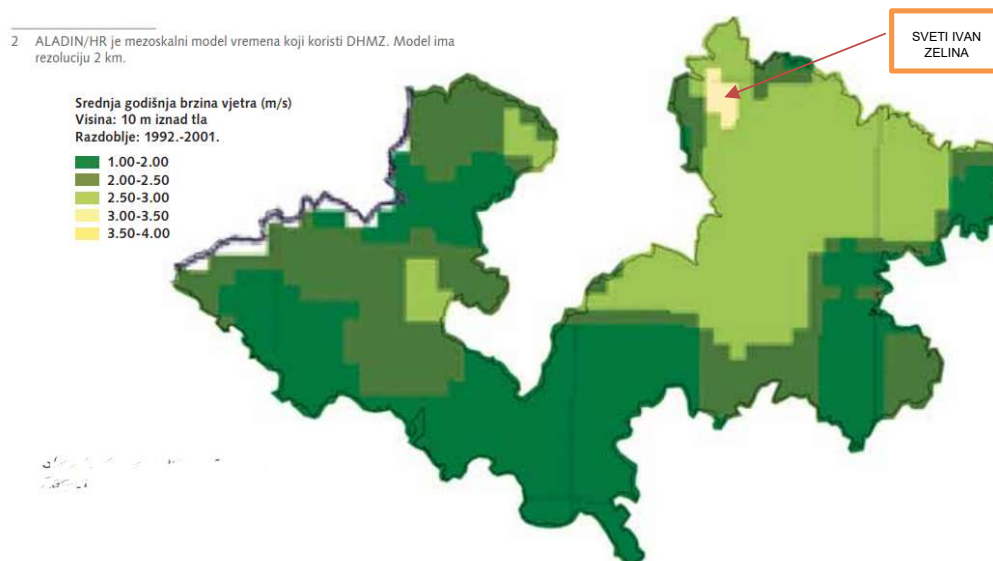 2 ALADIN/HR je mezoskalni model vremena koji koristi DHMZ. Model ima
rezoluciju 2 km.
SVETI IVAN
ZELINA
Srednja godišnja brzina vjetra (m/s)
Visina: 10 m iznad tla
Razdoblje: 1992.-2001.
1.00-2.00
2.00-2.50
2.50-3.00
3.00-3.50
3.50-4.00